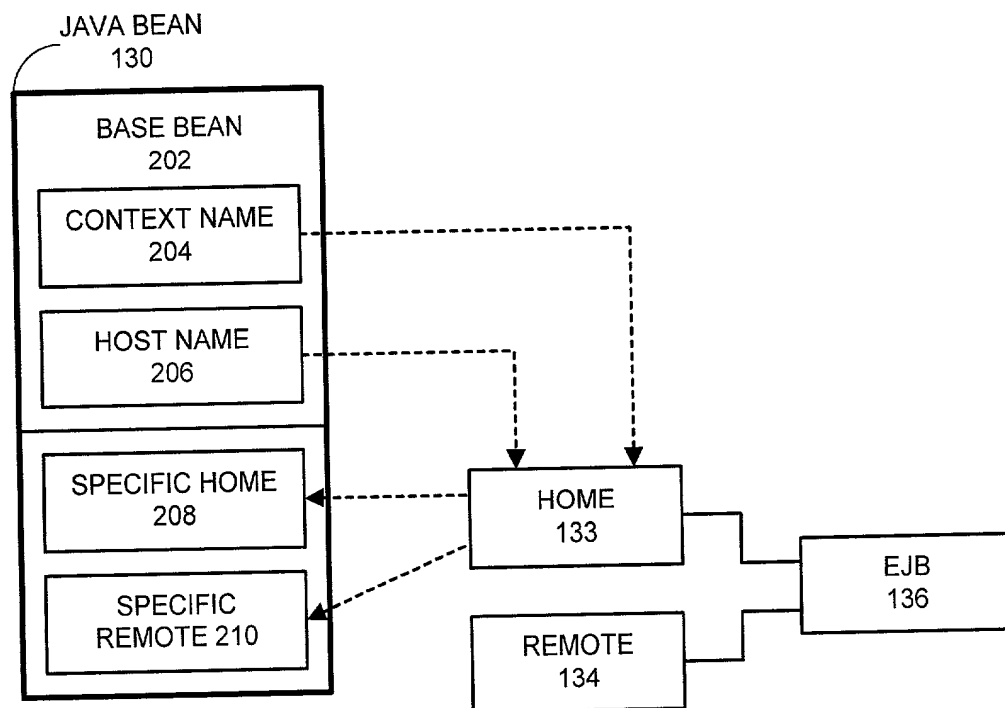 JAVA BEAN
130
BASE BEAN
202
CONTEXT NAME
204
HOST NAME
206
SPECIFIC HOME
208
SPECIFIC
REMOTE 210
HOME
133
REMOTE
134
EJB
136